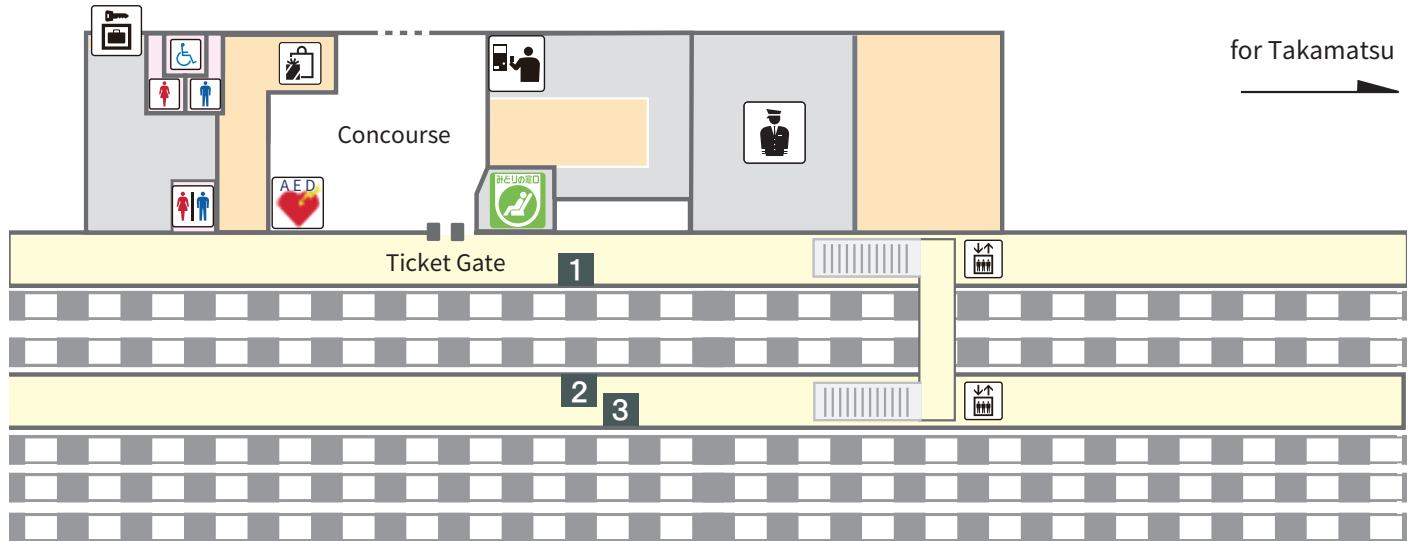 for Takamatsu
Concourse
AED
みどりの窓口
Ticket Gate
1
2
3